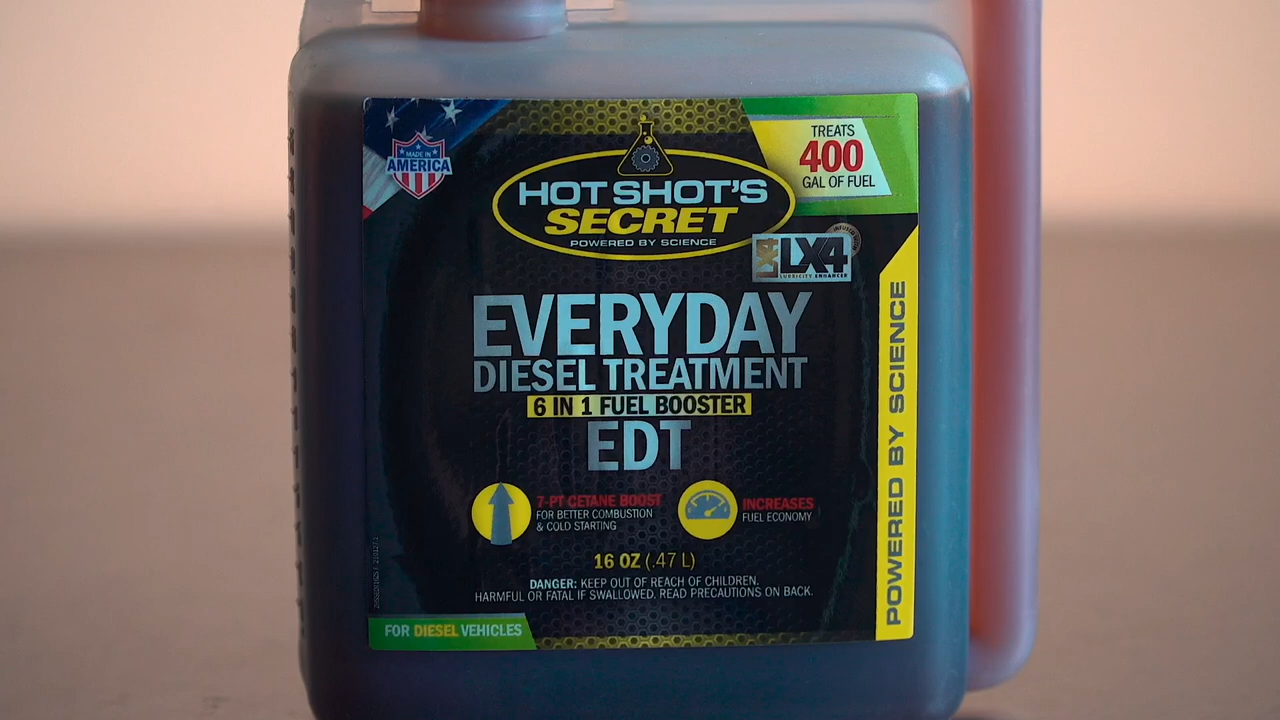 MADE IN
AMERICA
HOT SHOT'S
SECRET
POWERED BY SCIENCE
TREATS
400
GAL OF FUEL
LX4
LX4
LUBRICITY ENHANCER
EVERYDAY
DIESEL TREATMENT
6 IN 1 FUEL BOOSTER
EDT
7-PT CETANE BOOST
FOR BETTER COMBUSTION
& COLD STARTING
INCREASES
FUEL ECONOMY
16 OZ (.47 L)
DANGER: KEEP OUT OF REACH OF CHILDREN.
HARMFUL OR FATAL IF SWALLOWED. READ PRECAUTIONS ON BACK.
FOR DIESEL VEHICLES
POWERED BY SCIENCE